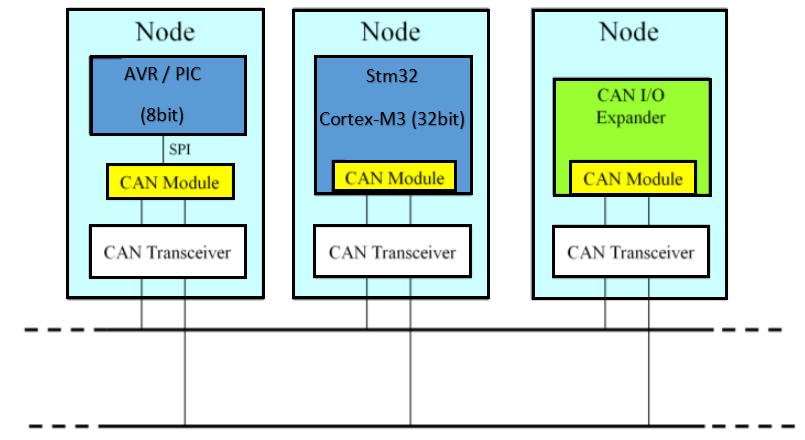 Node
AVR / PIC
(8bit)
SPI
CAN Module
CAN Transceiver
Node
Stm32
Cortex-M3 (32bit)
CAN Module
CAN Transceiver
Node
CAN I/O
Expander
CAN Module
CAN Transceiver